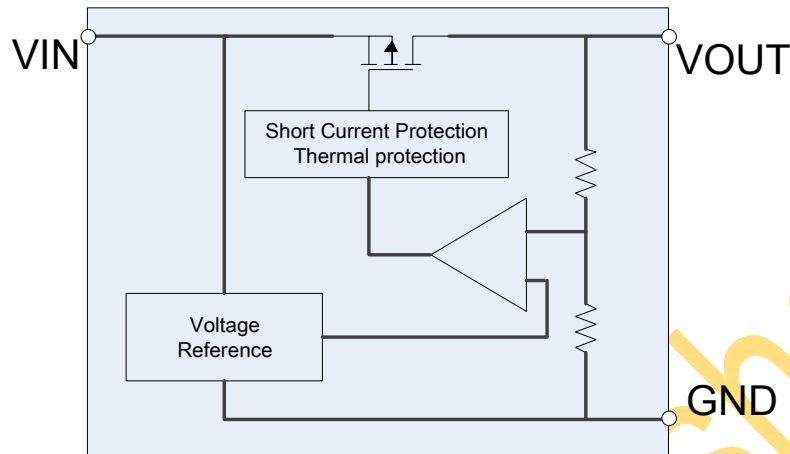 VIN
VOUT
Short Current Protection
Thermal protection
Voltage
Reference
GND